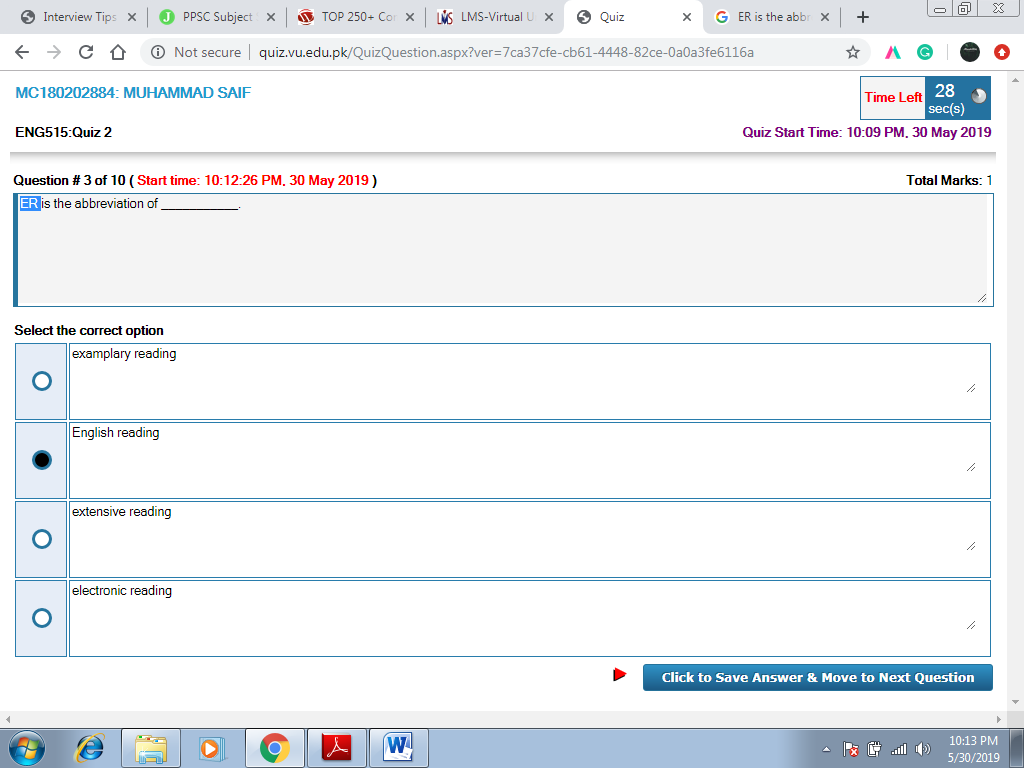 Interview Tips
PPSC Subject
TOP 250+ Co
LMS-Virtual U
Quiz
ER is the abbr
Not secure
quiz.vu.edu.pk/QuizQuestion.aspx?ver=7ca37cfe-cb61-4448-82ce-0a0a3fe6116a
MC180202884: MUHAMMAD SAIF
Time Left 28 sec(s)
ENG515:Quiz 2
Quiz Start Time: 10:09 PM, 30 May 2019
Question # 3 of 10 ( Start time: 10:12:26 PM, 30 May 2019 )
Total Marks: 1
ER is the abbreviation of ___________.
Select the correct option
examplary reading
English reading
extensive reading
electronic reading
Click to Save Answer & Move to Next Question
10:13 PM
5/30/2019